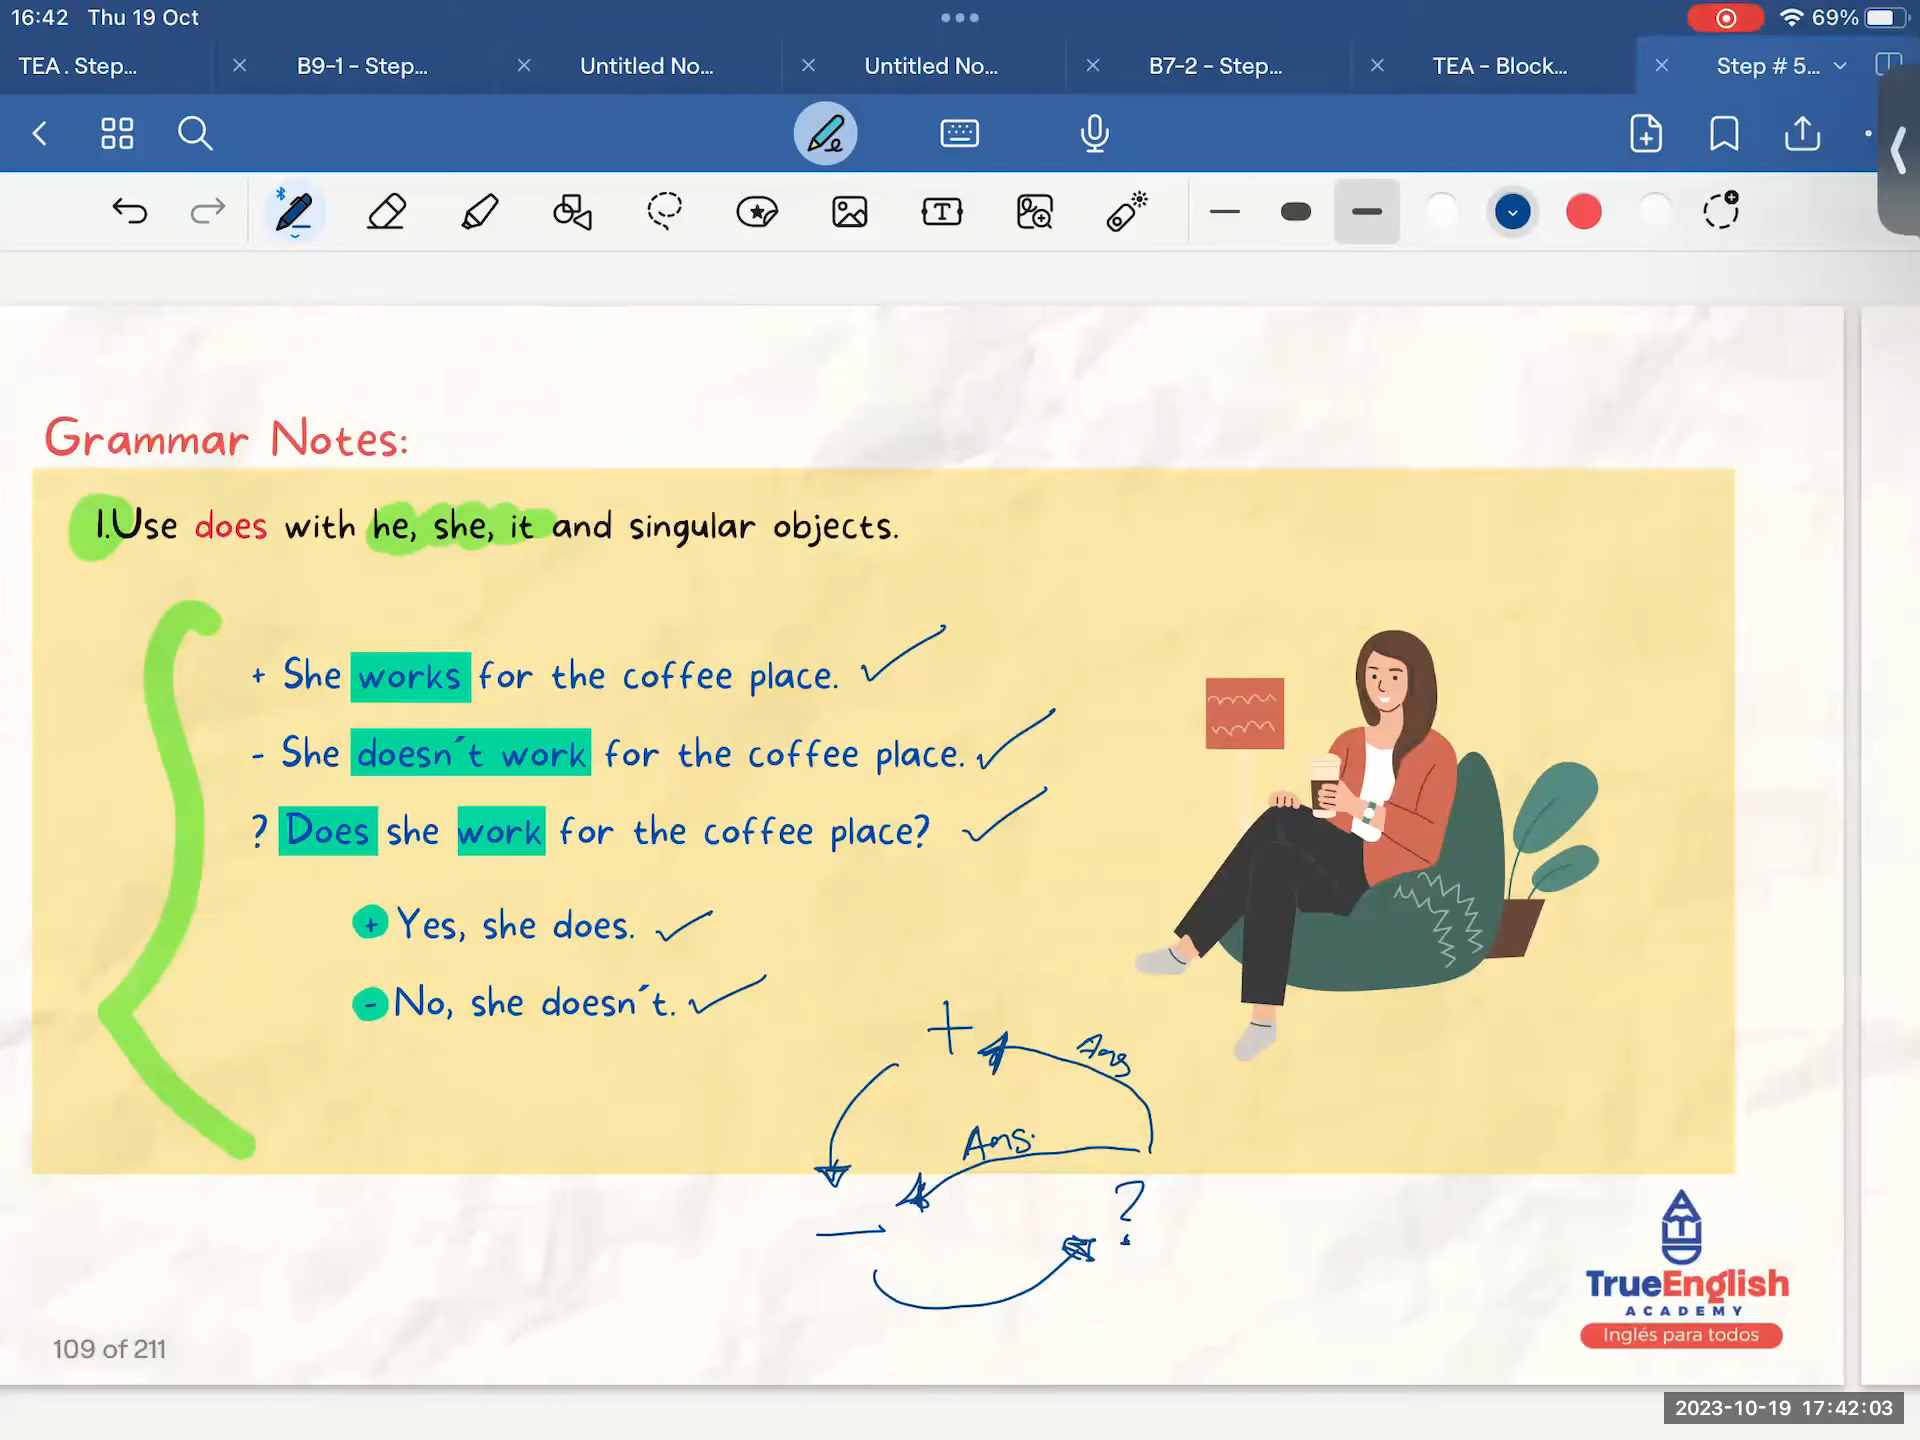 16:42 Thu 19 Oct
69%
TEA . Step...
B9-1 - Step...
Untitled No...
Untitled No...
B7-2 - Step...
TEA - Block...
Step # 5...
Grammar Notes:
1.Use does with he, she, it and singular objects.
+ She works for the coffee place.
- She doesn´t work for the coffee place.
? Does she work for the coffee place?
+ Yes, she does.
- No, she doesn´t.
+
Ans
Ans.
?
—
TrueEnglish
ACADEMY
Inglés para todos
109 of 211
2023-10-19 17:42:03